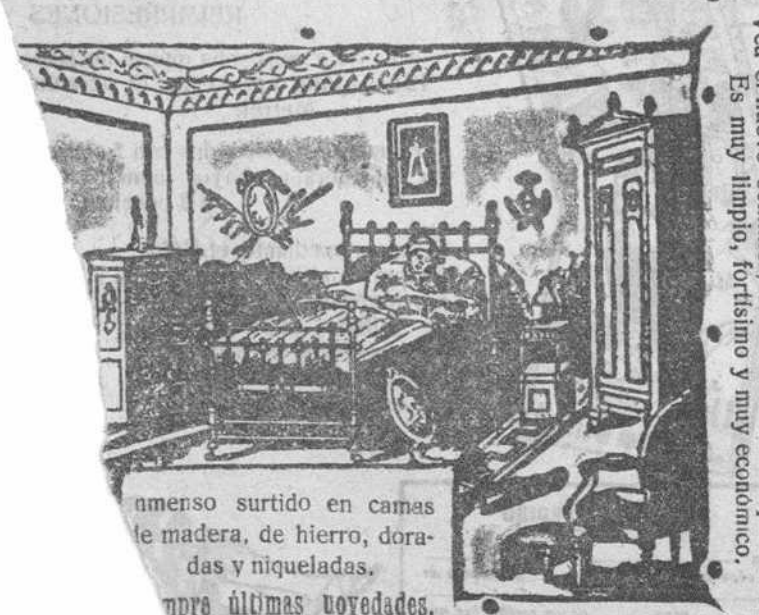 nmenso surtido en camas
le madera, de hierro, dora-
das y niqueladas.
mpre últimas novedades.
Es muy limpio, fortísimo y muy económico.